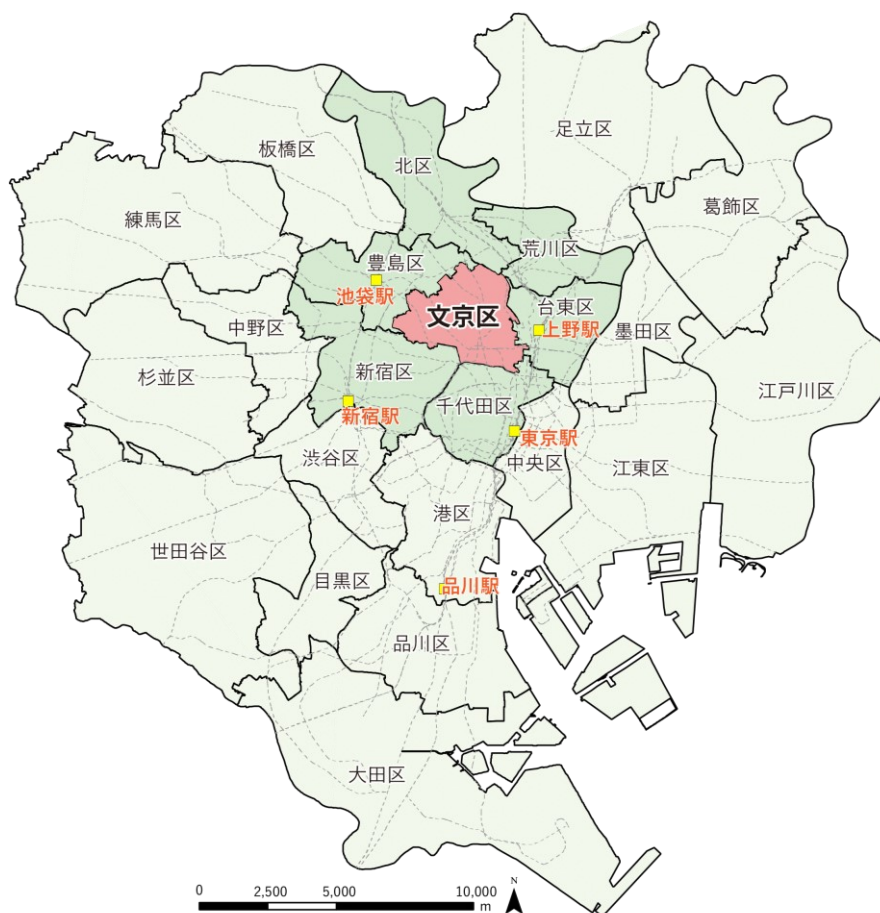 足立区
板橋区
北区
葛飾区
練馬区
荒川区
豊島区
池袋駅
台東区
文京区
上野駅
中野区
墨田区
新宿区
杉並区
江戸川区
千代田区
新宿駅
東京駅
渋谷区
中央区
江東区
港区
世田谷区
目黒区
品川駅
品川区
大田区
0 2,500 5,000 10,000
m
N